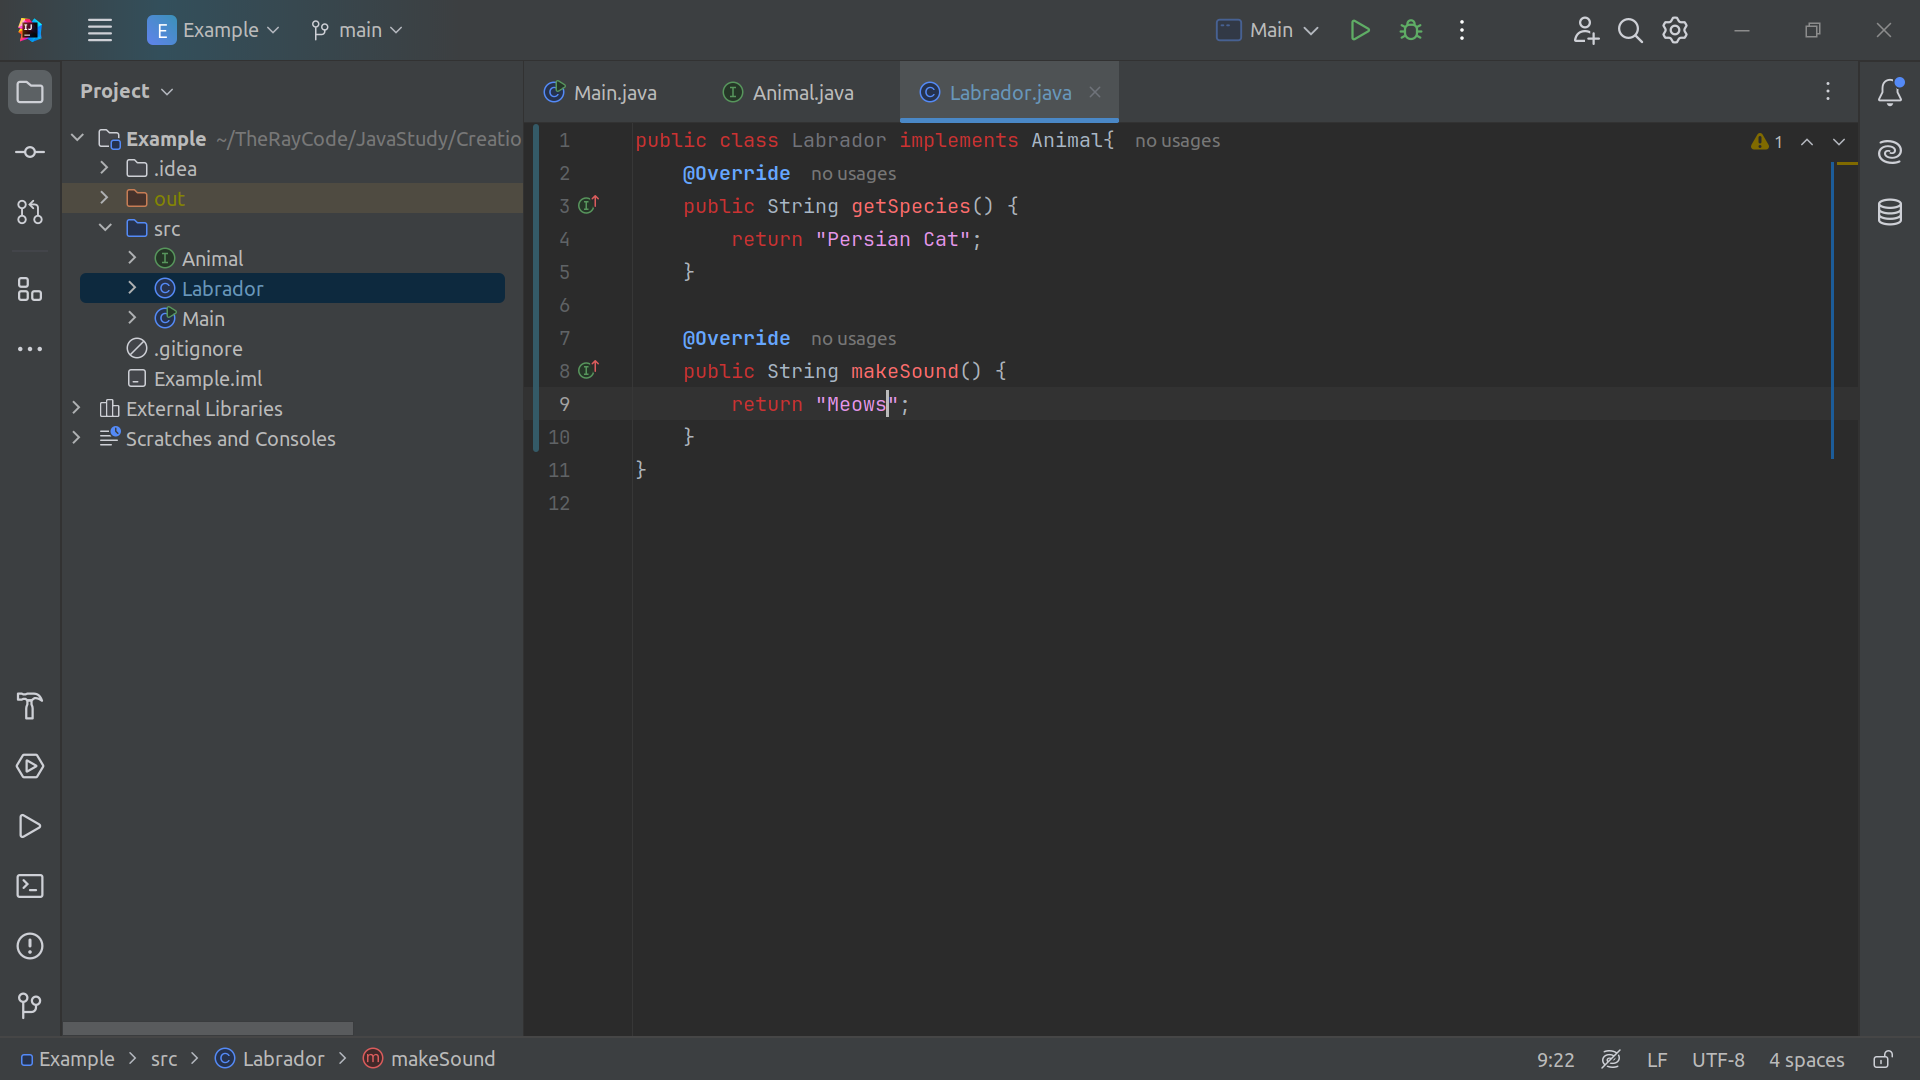 E Example main Main
Project
Main.java Animal.java Labrador.java
Example ~/TheRayCode/JavaStudy/Creatio
.idea
out
src
Animal
Labrador
Main
.gitignore
Example.iml
External Libraries
Scratches and Consoles
1 public class Labrador implements Animal{ no usages
2 @Override no usages
3 public String getSpecies() {
4 return "Persian Cat";
5 }
6
7 @Override no usages
8 public String makeSound() {
9 return "Meows";
10 }
11 }
12
1
Example src Labrador makeSound
9:22 LF UTF-8 4 spaces